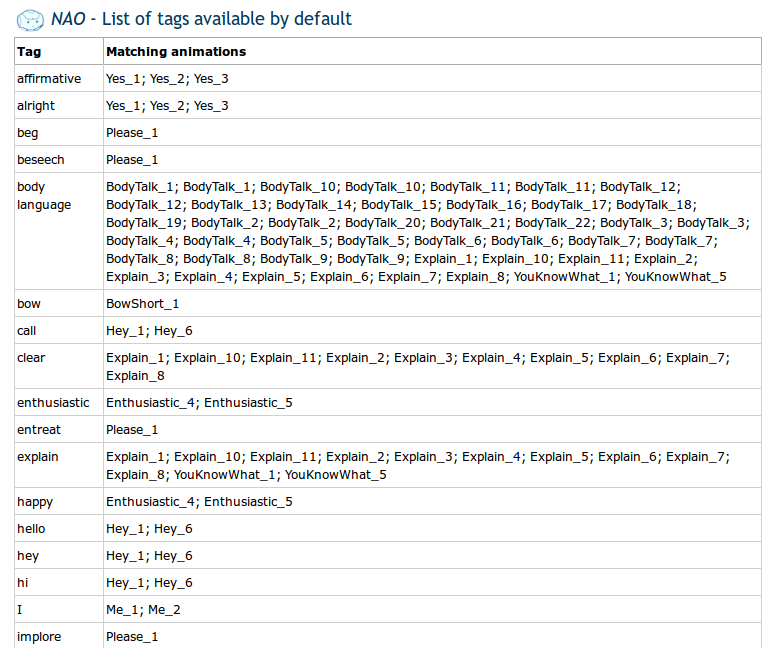 NAO - List of tags available by default
Tag Matching animations
affirmative Yes_1; Yes_2; Yes_3
alright Yes_1; Yes_2; Yes_3
beg Please_1
beseech Please_1
body language BodyTalk_1; BodyTalk_1; BodyTalk_10; BodyTalk_10; BodyTalk_11; BodyTalk_11; BodyTalk_12;
BodyTalk_12; BodyTalk_13; BodyTalk_14; BodyTalk_15; BodyTalk_16; BodyTalk_17; BodyTalk_18;
BodyTalk_19; BodyTalk_2; BodyTalk_2; BodyTalk_20; BodyTalk_21; BodyTalk_22; BodyTalk_3; BodyTalk_3;
BodyTalk_4; BodyTalk_4; BodyTalk_5; BodyTalk_5; BodyTalk_6; BodyTalk_6; BodyTalk_7; BodyTalk_7;
BodyTalk_8; BodyTalk_8; BodyTalk_9; BodyTalk_9; Explain_1; Explain_10; Explain_11; Explain_2;
Explain_3; Explain_4; Explain_5; Explain_6; Explain_7; Explain_8; YouKnowWhat_1; YouKnowWhat_5
bow BowShort_1
call Hey_1; Hey_6
clear Explain_1; Explain_10; Explain_11; Explain_2; Explain_3; Explain_4; Explain_5; Explain_6; Explain_7;
Explain_8
enthusiastic Enthusiastic_4; Enthusiastic_5
entreat Please_1
explain Explain_1; Explain_10; Explain_11; Explain_2; Explain_3; Explain_4; Explain_5; Explain_6; Explain_7;
Explain_8; YouKnowWhat_1; YouKnowWhat_5
happy Enthusiastic_4; Enthusiastic_5
hello Hey_1; Hey_6
hey Hey_1; Hey_6
hi Hey_1; Hey_6
I Me_1; Me_2
implore Please_1